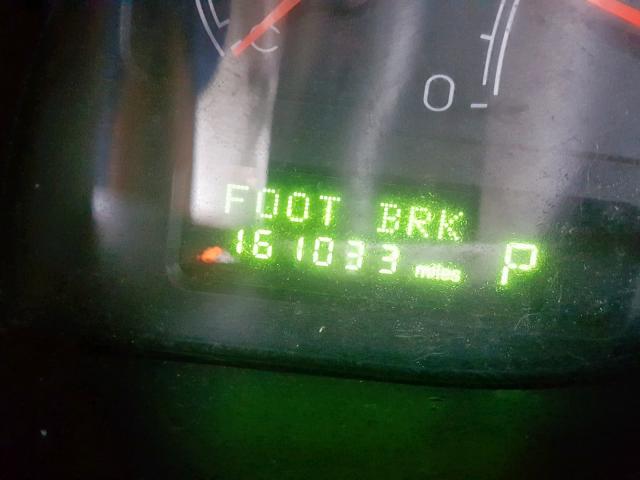 C
0
FOOT BRK
161033 miles P